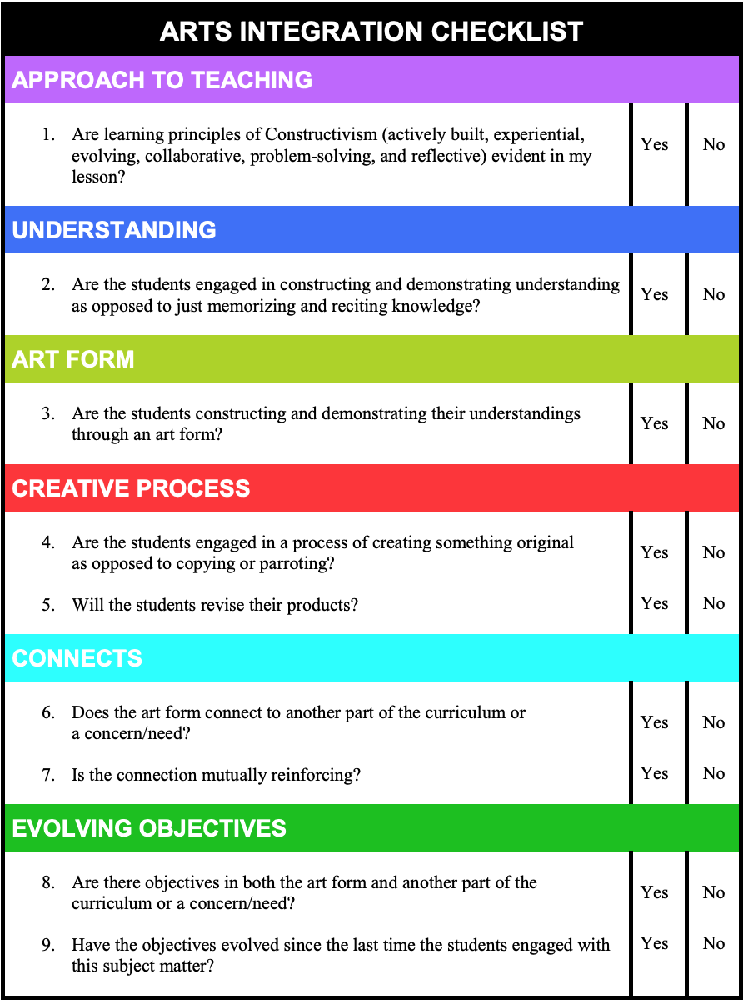 ARTS INTEGRATION CHECKLIST
APPROACH TO TEACHING
1. Are learning principles of Constructivism (actively built, experiential,
evolving, collaborative, problem-solving, and reflective) evident in my
lesson?
Yes No
UNDERSTANDING
2. Are the students engaged in constructing and demonstrating understanding
as opposed to just memorizing and reciting knowledge?
Yes No
ART FORM
3. Are the students constructing and demonstrating their understandings
through an art form?
Yes No
CREATIVE PROCESS
4. Are the students engaged in a process of creating something original
as opposed to copying or parroting?
Yes No
5. Will the students revise their products? Yes No
CONNECTS
6. Does the art form connect to another part of the curriculum or
a concern/need?
Yes No
7. Is the connection mutually reinforcing? Yes No
EVOLVING OBJECTIVES
8. Are there objectives in both the art form and another part of the
curriculum or a concern/need?
Yes No
9. Have the objectives evolved since the last time the students engaged with
this subject matter?
Yes No